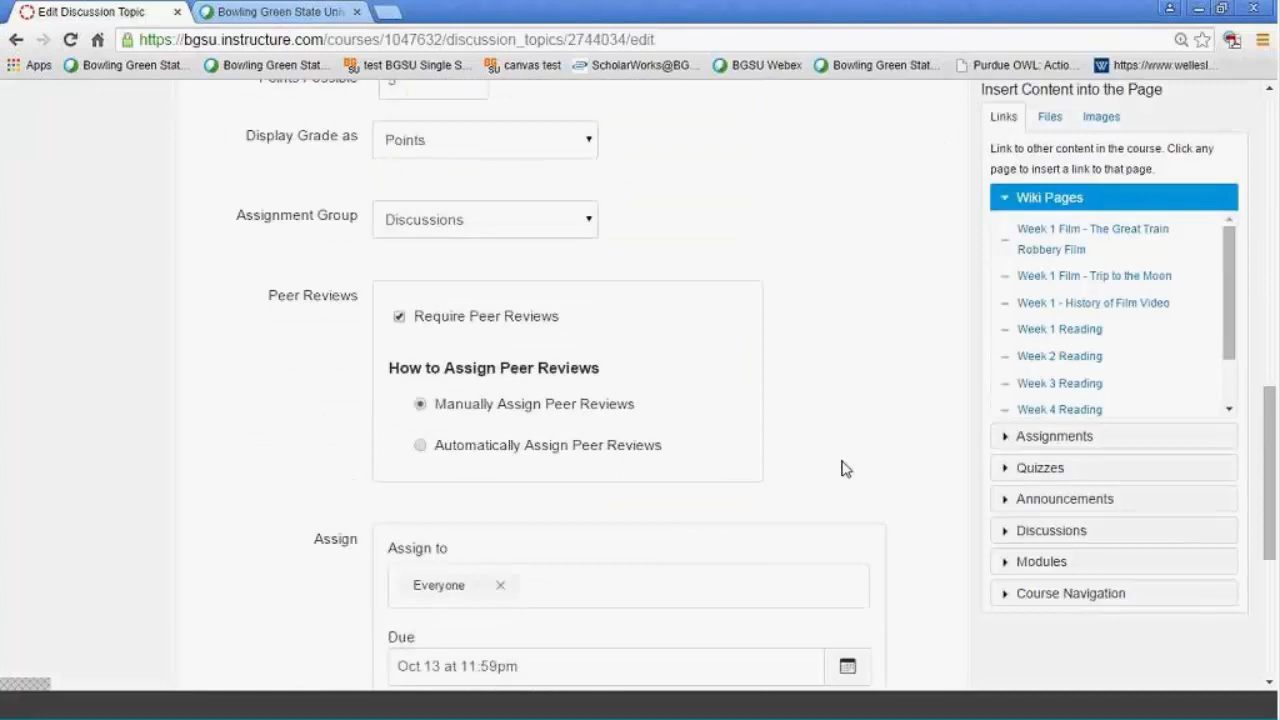 Edit Discussion Topic
Bowling Green State Uni
https://bgsu.instructure.com/courses/1047632/discussion_topics/2744034/edit
Apps
Bowling Green Stat...
Bowling Green Stat...
test BGSU Single S...
canvas test
ScholarWorks@BG...
BGSU Webex
Bowling Green Stat...
Purdue OWL: Actio...
https://www.wellesl...
Points Possible
Display Grade as
Points
Assignment Group
Discussions
Peer Reviews
Require Peer Reviews
How to Assign Peer Reviews
Manually Assign Peer Reviews
Automatically Assign Peer Reviews
Assign
Assign to
Everyone
Due
Oct 13 at 11:59pm
Insert Content into the Page
Links
Files
Images
Link to other content in the course. Click any
page to insert a link to that page.
Wiki Pages
Week 1 Film - The Great Train
Robbery Film
Week 1 Film - Trip to the Moon
Week 1 - History of Film Video
Week 1 Reading
Week 2 Reading
Week 3 Reading
Week 4 Reading
Assignments
Quizzes
Announcements
Discussions
Modules
Course Navigation